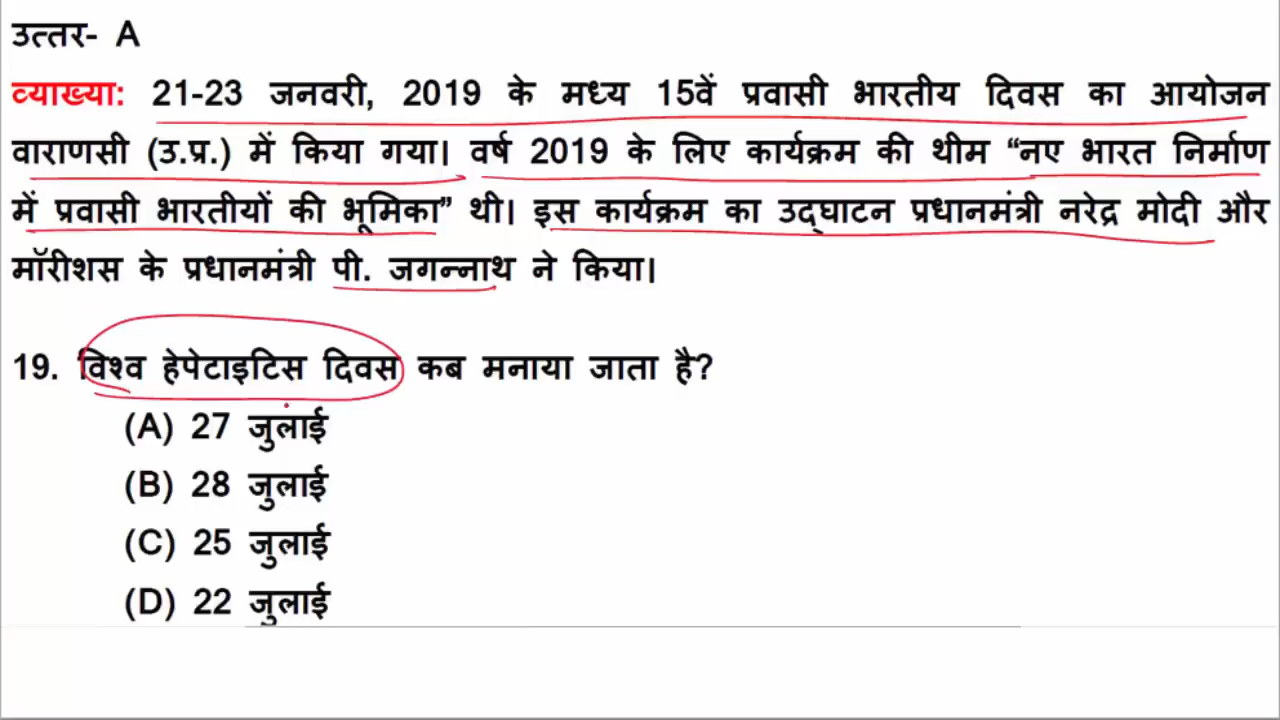 उत्तर- A
व्याख्या: 21-23 जनवरी, 2019 के मध्य 15वें प्रवासी भारतीय दिवस का आयोजन
वाराणसी (उ.प्र.) में किया गया। वर्ष 2019 के लिए कार्यक्रम की थीम “नए भारत निर्माण
में प्रवासी भारतीयों की भूमिका” थी। इस कार्यक्रम का उद्घाटन प्रधानमंत्री नरेद्र मोदी और
मॉरीशस के प्रधानमंत्री पी. जगन्नाथ ने किया।
19. विश्व हेपेटाइटिस दिवस कब मनाया जाता है?
(A) 27 जुलाई
(B) 28 जुलाई
(C) 25 जुलाई
(D) 22 जुलाई